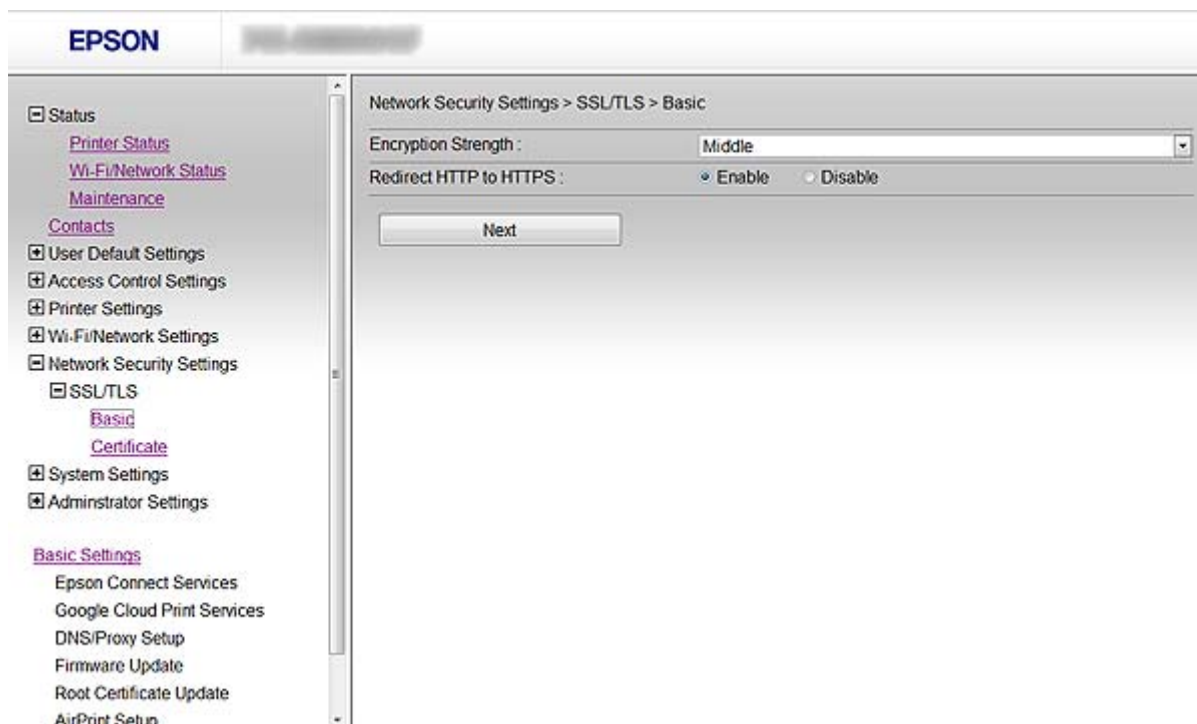 EPSON
Status
Printer Status
Wi-Fi/Network Status
Maintenance
Contacts
User Default Settings
Access Control Settings
Printer Settings
Wi-Fi/Network Settings
Network Security Settings
SSL/TLS
Basic
Certificate
System Settings
Adminstrator Settings
Basic Settings
Epson Connect Services
Google Cloud Print Services
DNS/Proxy Setup
Firmware Update
Root Certificate Update
AirPrint Setup
Network Security Settings > SSL/TLS > Basic
Encryption Strength : Middle
Redirect HTTP to HTTPS : Enable Disable
Next